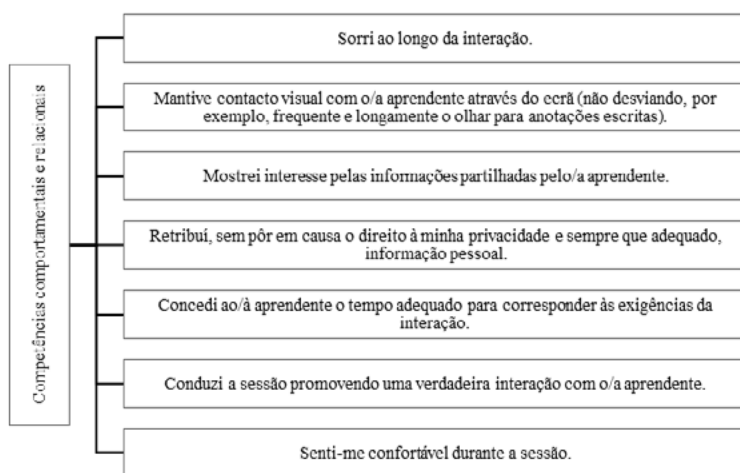 Competências comportamentais e relacionais
Sorri ao longo da interação.
Mantive contacto visual com o/a aprendente através do ecrã (não desviando, por
exemplo, frequente e longamente o olhar para anotações escritas).
Mostrei interesse pelas informações partilhadas pelo/a aprendente.
Retribuí, sem pôr em causa o direito à minha privacidade e sempre que adequado,
informação pessoal.
Concedi ao/à aprendente o tempo adequado para corresponder às exigências da
interação.
Conduzi a sessão promovendo uma verdadeira interação com o/a aprendente.
Senti-me confortável durante a sessão.